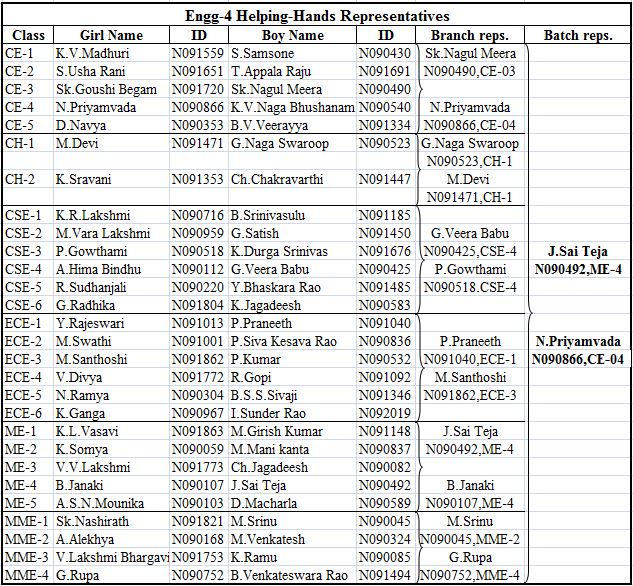 Engg-4 Helping-Hands Representatives
Class Girl Name ID Boy Name ID Branch reps. Batch reps.
CE-1 K.V.Madhuri N091559 S.Samsone N090430 Sk.Nagul Meera
CE-2 S.Usha Rani N091651 T.Appala Raju N091691 N090490,CE-03
CE-3 Sk.Goushi Begam N091720 Sk.Nagul Meera N090490
CE-4 N.Priyamvada N090866 K.V.Naga Bhushanam N090540 N.Priyamvada
CE-5 D.Navya N090353 B.V.Veerayya N091334 N090866,CE-04
CH-1 M.Devi N091471 G.Naga Swaroop N090523 G.Naga Swaroop
N090523,CH-1
CH-2 K.Sravani N091353 Ch.Chakravarthi N091447 M.Devi
N091471,CH-1
CSE-1 K.R.Lakshmi N090716 B.Srinivasulu N091185
CSE-2 M.Vara Lakshmi N090959 G.Satish N091450 G.Veera Babu
CSE-3 P.Gowthami N090518 K.Durga Srinivas N091676 N090425,CSE-4 J.Sai Teja
CSE-4 A.Hima Bindhu N090112 G.Veera Babu N090425 P.Gowthami N090492,ME-4
CSE-5 R.Sudhanjali N090220 Y.Bhaskara Rao N091485 N090518.CSE-4
CSE-6 G.Radhika N091804 K.Jagadeesh N090583
ECE-1 Y.Rajeswari N091013 P.Praneeth N091040
ECE-2 M.Swathi N091001 P.Siva Kesava Rao N090836 P.Praneeth N.Priyamvada
ECE-3 M.Santhoshi N091862 P.Kumar N090532 N091040,ECE-1 N090866,CE-04
ECE-4 V.Divya N091772 R.Gopi N091092 M.Santhoshi
ECE-5 N.Ramya N090304 B.S.S.Sivaji N091346 N091862,ECE-3
ECE-6 K.Ganga N090967 I.Sunder Rao N092019
ME-1 K.L.Vasavi N091863 M.Girish Kumar N091148 J.Sai Teja
ME-2 K.Somya N090059 M.Mani kanta N090837 N090492,ME-4
ME-3 V.V.Lakshmi N091773 Ch.Jagadeesh N090082
ME-4 B.Janaki N090107 J.Sai Teja N090492 B.Janaki
ME-5 A.S.N.Mounika N090103 D.Macharla N090589 N090107,ME-4
MME-1 Sk.Nashirath N091821 M.Srinu N090045 M.Srinu
MME-2 A.Alekhya N090168 M.Venkatesh N090324 N090045,MME-2
MME-3 V.Lakshmi Bhargavi N091753 K.Ramu N090085 G.Rupa
MME-4 G.Rupa N090752 B.Venkateswara Rao N091494 N090752,MME-4